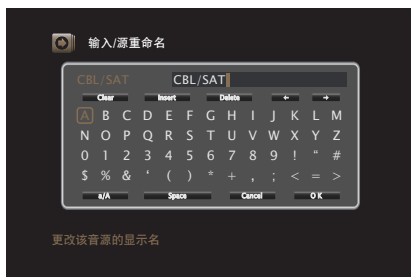 输入/源重命名
CBL/SAT CBL/SAT
Clear Insert Delete ← →
A B C D E F G H I J K L M
N O P Q R S T U V W X Y Z
0 1 2 3 4 5 6 7 8 9 ! “ #
$ % & ‘ ( ) * + , ; < = >
a/A Space Cancel OK
更改该音源的显示名